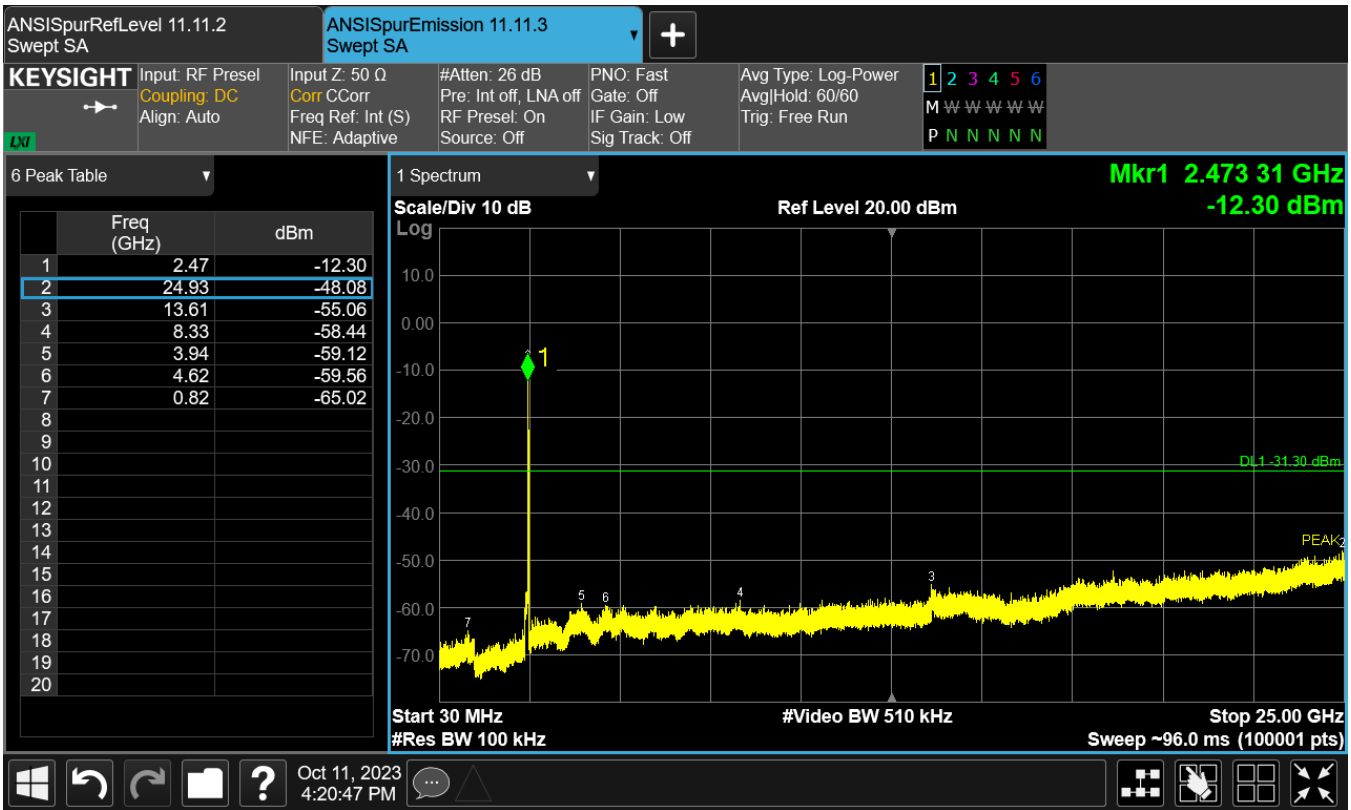 ANSISpurRefLevel 11.11.2
Swept SA
ANSISpurEmission 11.11.3
Swept SA
KEYSIGHT
LXI
Input: RF Presel
Coupling: DC
Align: Auto
Input Z: 50 Ω
Corr CCorr
Freq Ref: Int (S)
NFE: Adaptive
#Atten: 26 dB
Pre: Int off, LNA off
RF Presel: On
Source: Off
PNO: Fast
Gate: Off
IF Gain: Low
Sig Track: Off
Avg Type: Log-Power
Avg|Hold: 60/60
Trig: Free Run
1 2 3 4 5 6
M W W W W W W
P N N N N N
6 Peak Table
Freq
(GHz) dBm
1 2.47 -12.30
2 24.93 -48.08
3 13.61 -55.06
4 8.33 -58.44
5 3.94 -59.12
6 4.62 -59.56
7 0.82 -65.02
8
9
10
11
12
13
14
15
16
17
18
19
20
1 Spectrum
Mkr1 2.473 31 GHz
-12.30 dBm
Scale/Div 10 dB
Ref Level 20.00 dBm
Log
10.0
0.00
1
-10.0
-20.0
-30.0
DL1 -31.30 dBm
-40.0
PEAK
2
-50.0
3
4
5 6
-60.0
7
-70.0
Start 30 MHz
#Video BW 510 kHz
Stop 25.00 GHz
#Res BW 100 kHz
Sweep ~96.0 ms (100001 pts)
?
Oct 11, 2023
4:20:47 PM